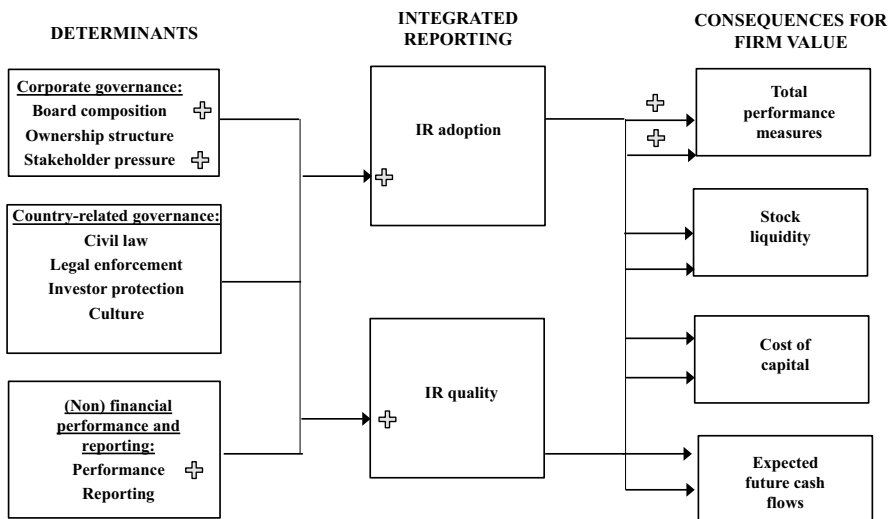 DETERMINANTS
INTEGRATED
REPORTING
CONSEQUENCES FOR
FIRM VALUE
Corporate governance:
Board composition
Ownership structure
Stakeholder pressure
Country-related governance:
Civil law
Legal enforcement
Investor protection
Culture
(Non) financial
performance and
reporting:
Performance
Reporting
IR adoption
IR quality
Total
performance
measures
Stock
liquidity
Cost of
capital
Expected
future cash
flows